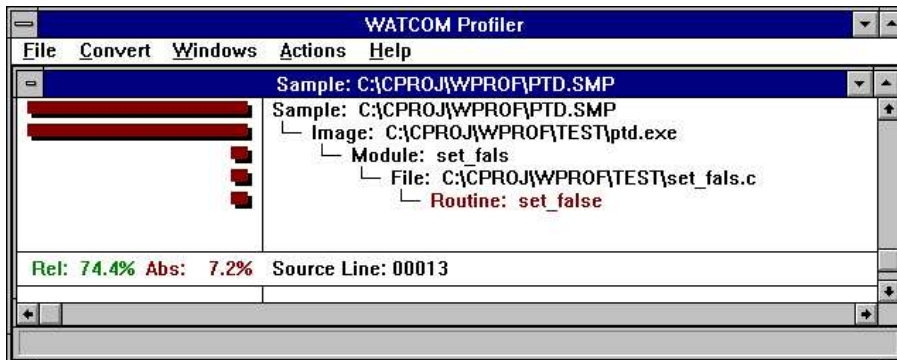 WATCOM Profiler
File Convert Windows Actions Help
Sample: C:\CPROJ\WPROF\PTD.SMP
Sample: C:\CPROJ\WPROF\PTD.SMP
Image: C:\CPROJ\WPROF\TEST\ptd.exe
Module: set_fals
File: C:\CPROJ\WPROF\TEST\set_fals.c
Routine: set_false
Rel: 74.4% Abs: 7.2% Source Line: 00013